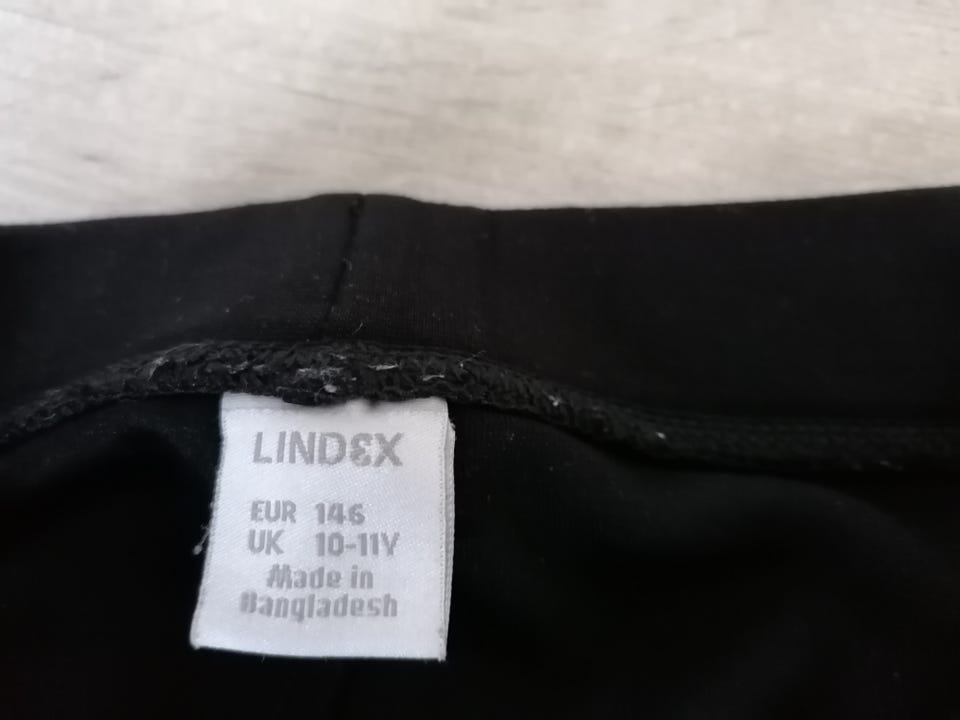 LINDEX
EUR 146
UK 10-11Y
Made in
Bangladesh